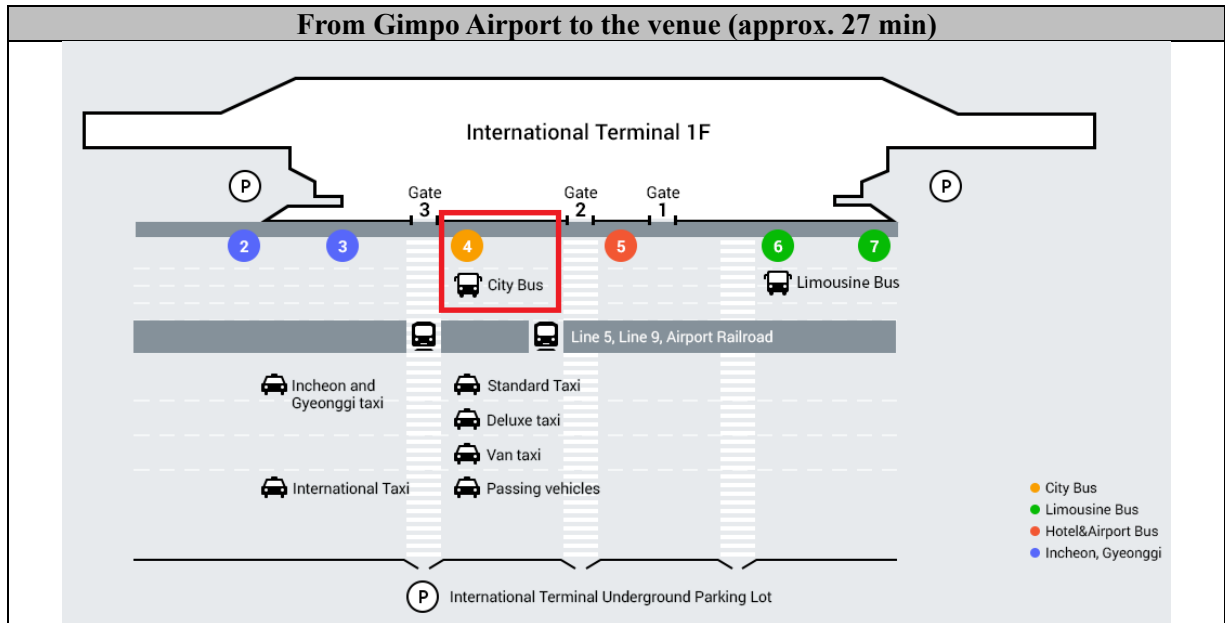 From Gimpo Airport to the venue (approx. 27 min)
International Terminal 1F
P
P
Gate
3
Gate
2
Gate
1
2
3
4
5
6
7
City Bus
Limousine Bus
Line 5, Line 9, Airport Railroad
Incheon and
Gyeonggi taxi
Standard Taxi
Deluxe taxi
Van taxi
International Taxi
Passing vehicles
City Bus
Limousine Bus
Hotel&Airport Bus
Incheon, Gyeonggi
P
International Terminal Underground Parking Lot